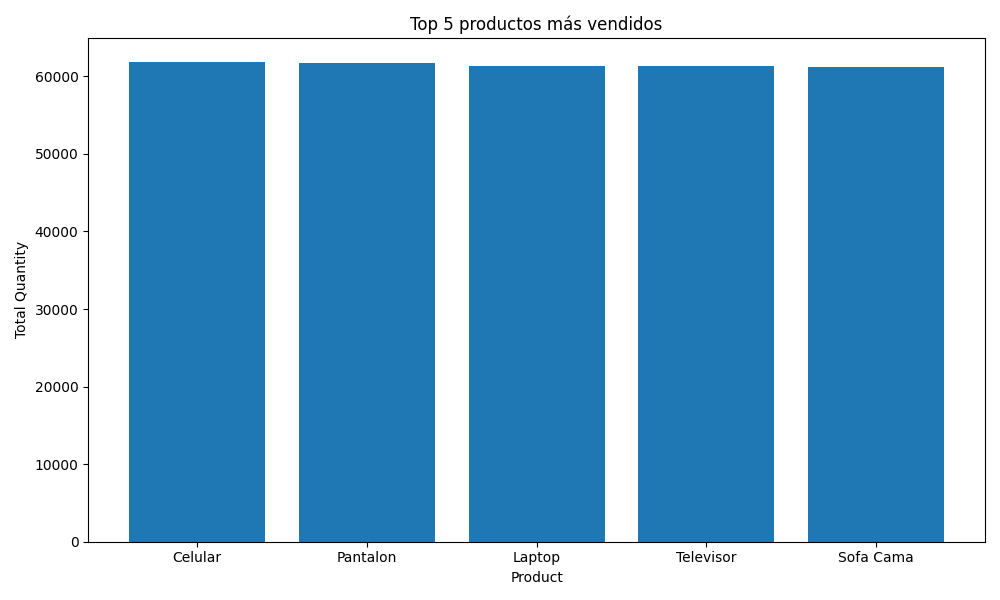 Top 5 productos más vendidos
Total Quantity
60000
50000
40000
30000
20000
10000
0
Celular Pantalon Laptop Televisor Sofa Cama
Product